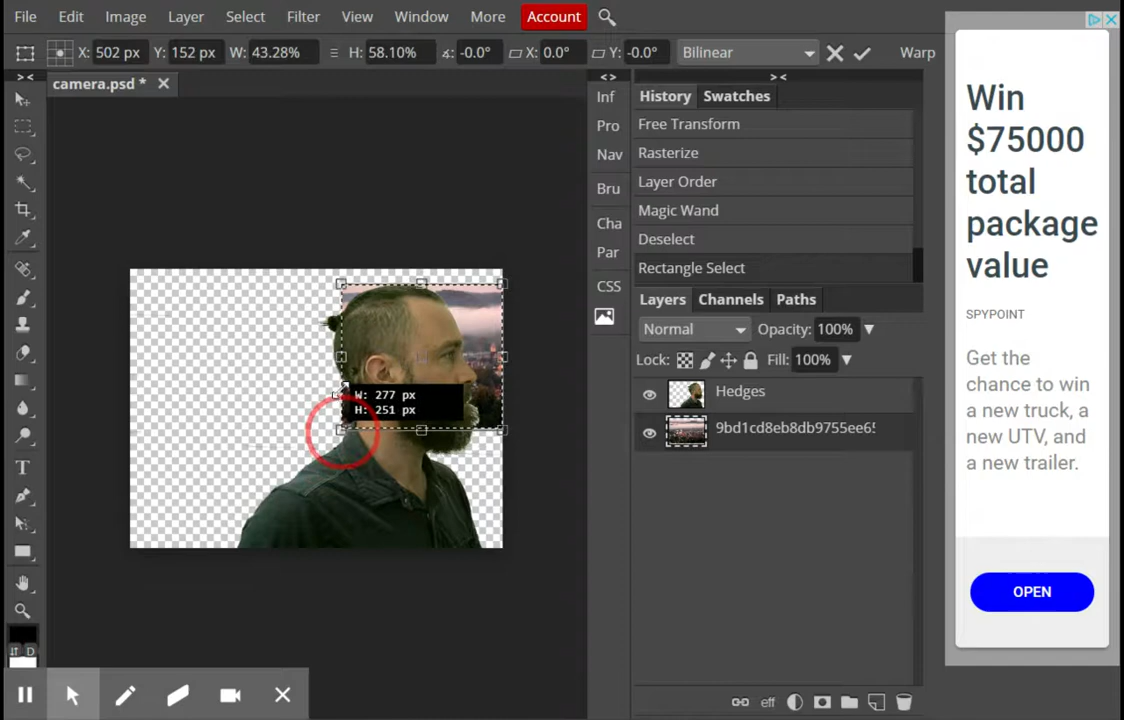 File Edit Image Layer Select Filter View Window More Account
X: 502 px Y: 152 px W: 43.28% H: 58.10% -0.0° X: 0.0° Y: -0.0° Bilinear Warp
camera.psd *
> <
< >
> <
Inf
Pro
Nav
Bru
Cha
Par
CSS
History Swatches
Free Transform
Rasterize
Layer Order
Magic Wand
Deselect
Rectangle Select
Layers Channels Paths
Normal Opacity: 100%
Lock: Fill: 100%
Hedges
9bd1cd8eb8db9755ee65
W: 277 px
H: 251 px
D
eff
Win
$75000
total
package
value
SPYPOINT
Get the
chance to win
a new truck, a
new UTV, and
a new trailer.
OPEN